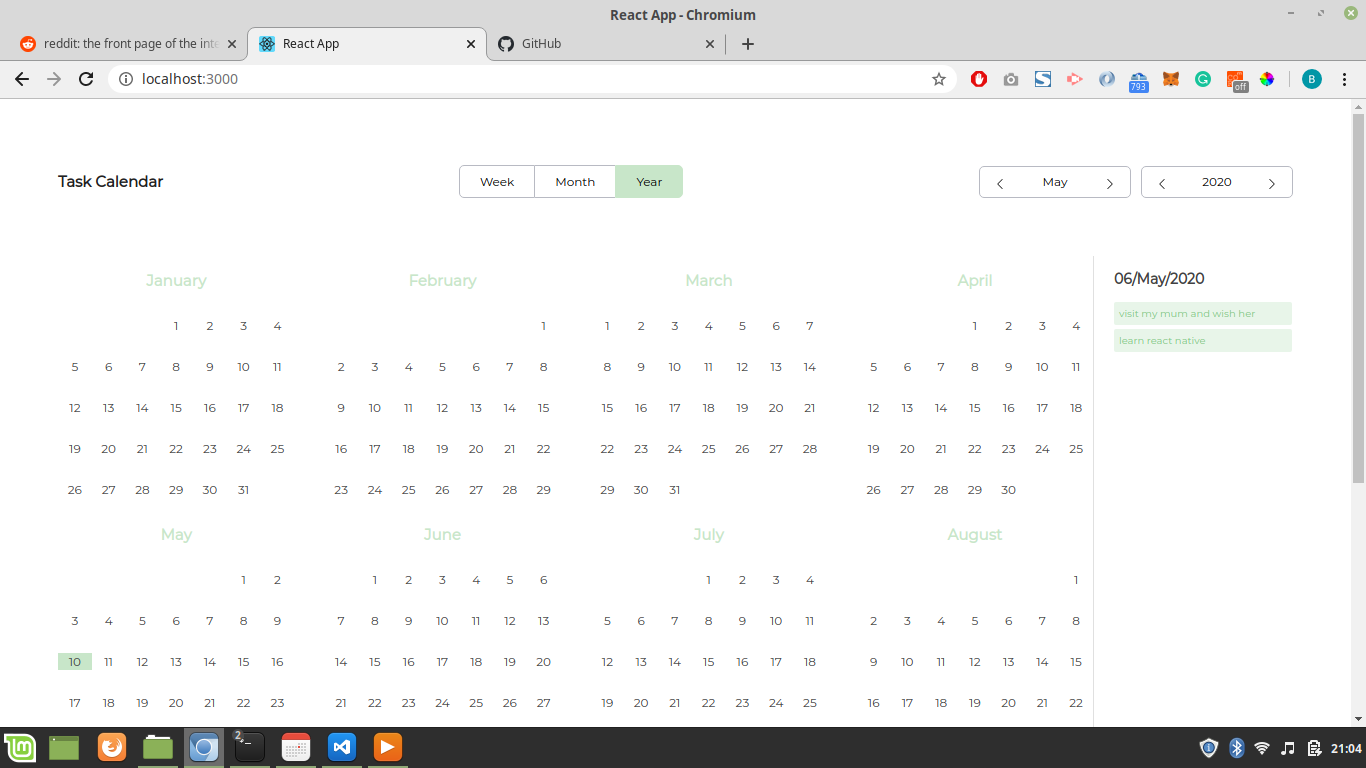 React App - Chromium
reddit: the front page of the inte
React App
GitHub
localhost:3000
793
off
B
Task Calendar
Week Month Year
May
2020
January February March April
1 2 3 4
5 6 7 8 9 10 11
12 13 14 15 16 17 18
19 20 21 22 23 24 25
26 27 28 29 30 31
1
2 3 4 5 6 7 8
9 10 11 12 13 14 15
16 17 18 19 20 21 22
23 24 25 26 27 28 29
1 2 3 4 5 6 7
8 9 10 11 12 13 14
15 16 17 18 19 20 21
22 23 24 25 26 27 28
29 30 31
1 2 3 4
5 6 7 8 9 10 11
12 13 14 15 16 17 18
19 20 21 22 23 24 25
26 27 28 29 30
May June July August
1 2
3 4 5 6 7 8 9
10 11 12 13 14 15 16
17 18 19 20 21 22 23
1 2 3 4 5 6
7 8 9 10 11 12 13
14 15 16 17 18 19 20
21 22 23 24 25 26 27
1 2 3 4
5 6 7 8 9 10 11
12 13 14 15 16 17 18
19 20 21 22 23 24 25
1
2 3 4 5 6 7 8
9 10 11 12 13 14 15
16 17 18 19 20 21 22
06/May/2020
visit my mum and wish her
learn react native
2
21:04